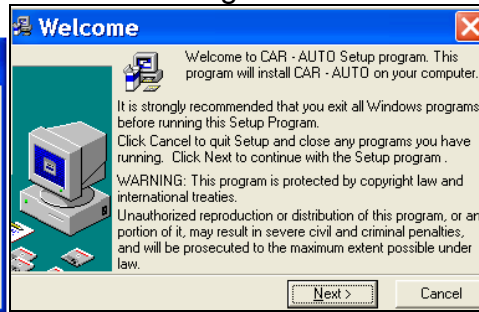 Welcome
Welcome to CAR - AUTO Setup program. This
program will install CAR - AUTO on your computer.
It is strongly recommended that you exit all Windows programs
before running this Setup Program.
Click Cancel to quit Setup and close any programs you have
running. Click Next to continue with the Setup program .
WARNING: This program is protected by copyright law and
international treaties.
Unauthorized reproduction or distribution of this program, or an
portion of it, may result in severe civil and criminal penalties,
and will be prosecuted to the maximum extent possible under
law.
Next > Cancel